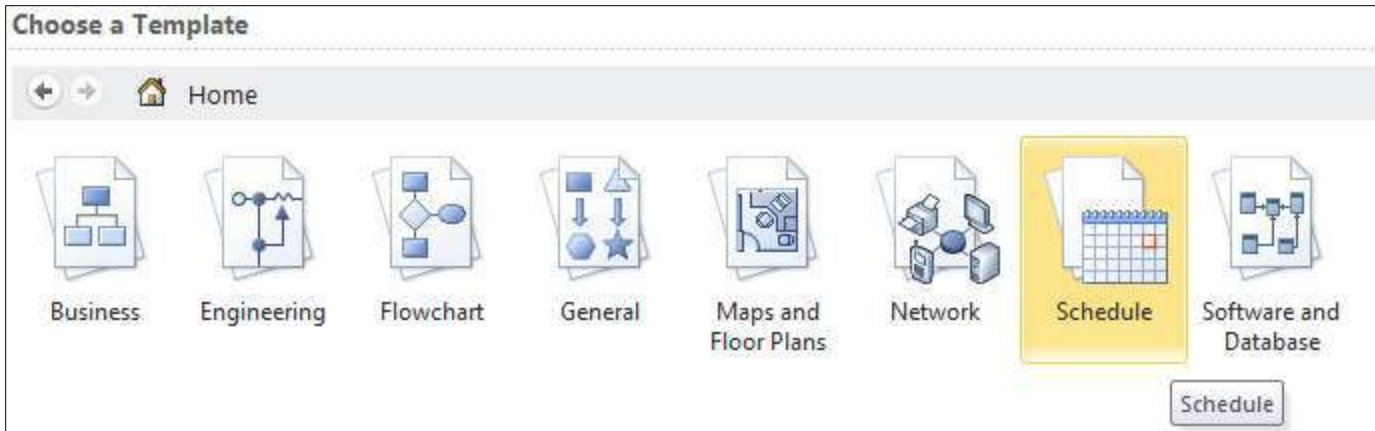 Choose a Template
Home
Business
Engineering
Flowchart
General
Maps and
Floor Plans
Network
Schedule
Software and
Database
Schedule